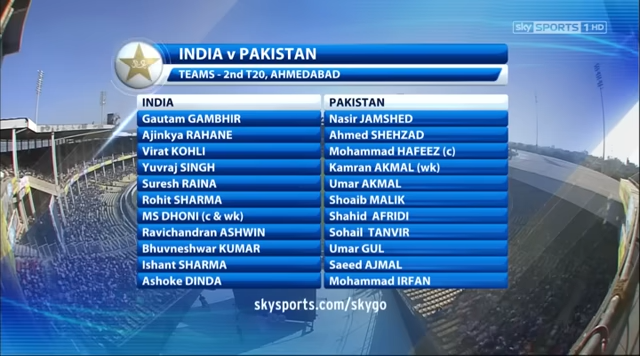 sky SPORTS 1 HD
INDIA v PAKISTAN
TEAMS - 2nd T20, AHMEDABAD
INDIA PAKISTAN
Gautam GAMBHIR Nasir JAMSHED
Ajinkya RAHANE Ahmed SHEHZAD
Virat KOHLI Mohammad HAFEEZ (c)
Yuvraj SINGH Kamran AKMAL (wk)
Suresh RAINA Umar AKMAL
Rohit SHARMA Shoaib MALIK
MS DHONI (c & wk) Shahid AFRIDI
Ravichandran ASHWIN Sohail TANVIR
Bhuvneshwar KUMAR Umar GUL
Ishant SHARMA Saeed AJMAL
Ashoke DINDA Mohammad IRFAN
skysports.com/skygo